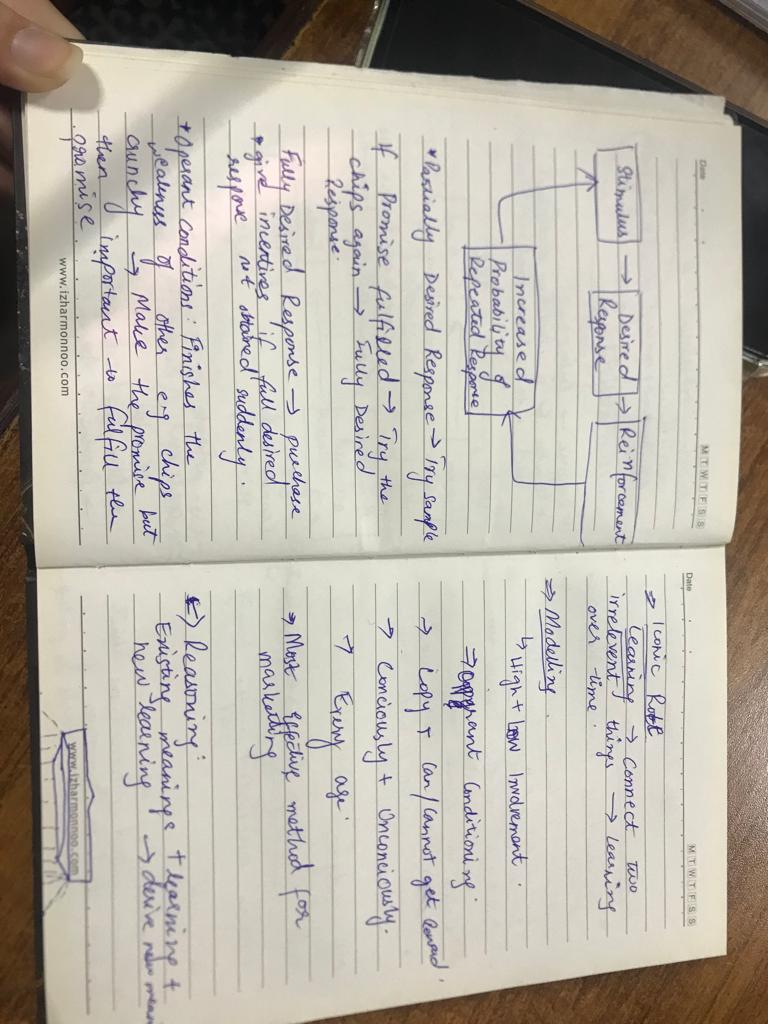 Date
M T W T F S S
Stimulus → Desired Response → Reinforcement
Increased
Probability of
Repeated Response
* Partially Desired Response → Try sample
If Promise fulfilled → Try the
chips again → Fully Desired
Response.
Fully Desired Response → purchase
* give incentives if full desired
respone not obtained suddenly.
* Operant conditions: Finishes the
weakness of other erg chips
crunchy → Make the promise but
then important to fulfill the
promise
www.izharmonnoo.com
Date
M T W T F S S
⇒ Iconic Rote
Learning → Connect two
irrelevent things → learning
over time.
⇒ Modelling.
↳ High + Low Involvement.
⇒ Opperant Conditioning.
→ Copy + Can/Cannot get Reward.
→ Conciously + Unconciously.
→ Every age.
→ Most effective method for
marketting
⇒ Reasoning:
Existing meanings + learning +
new learning → derive new mean
www.izharmonnoo.com